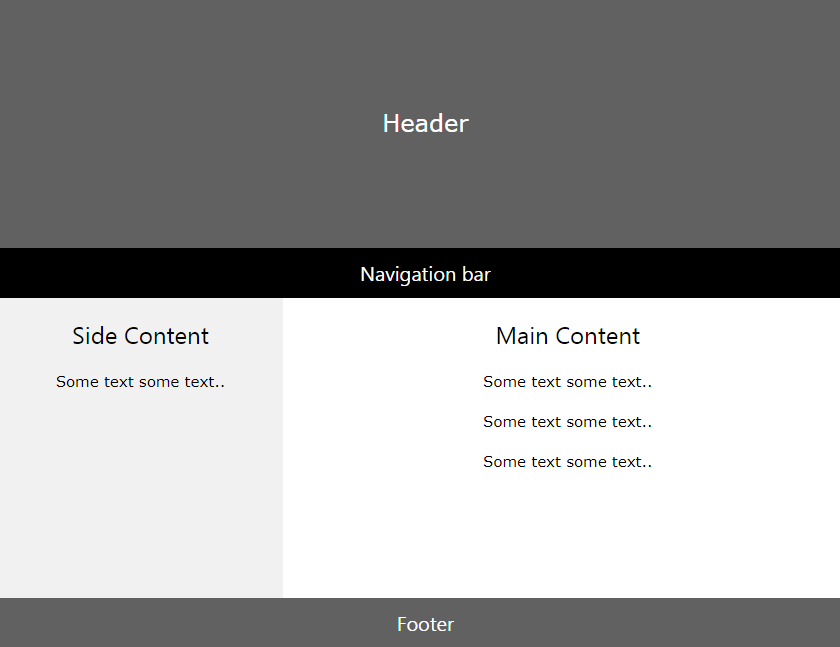 Header
Navigation bar
Side Content
Some text some text..
Main Content
Some text some text..
Some text some text..
Some text some text..
Footer